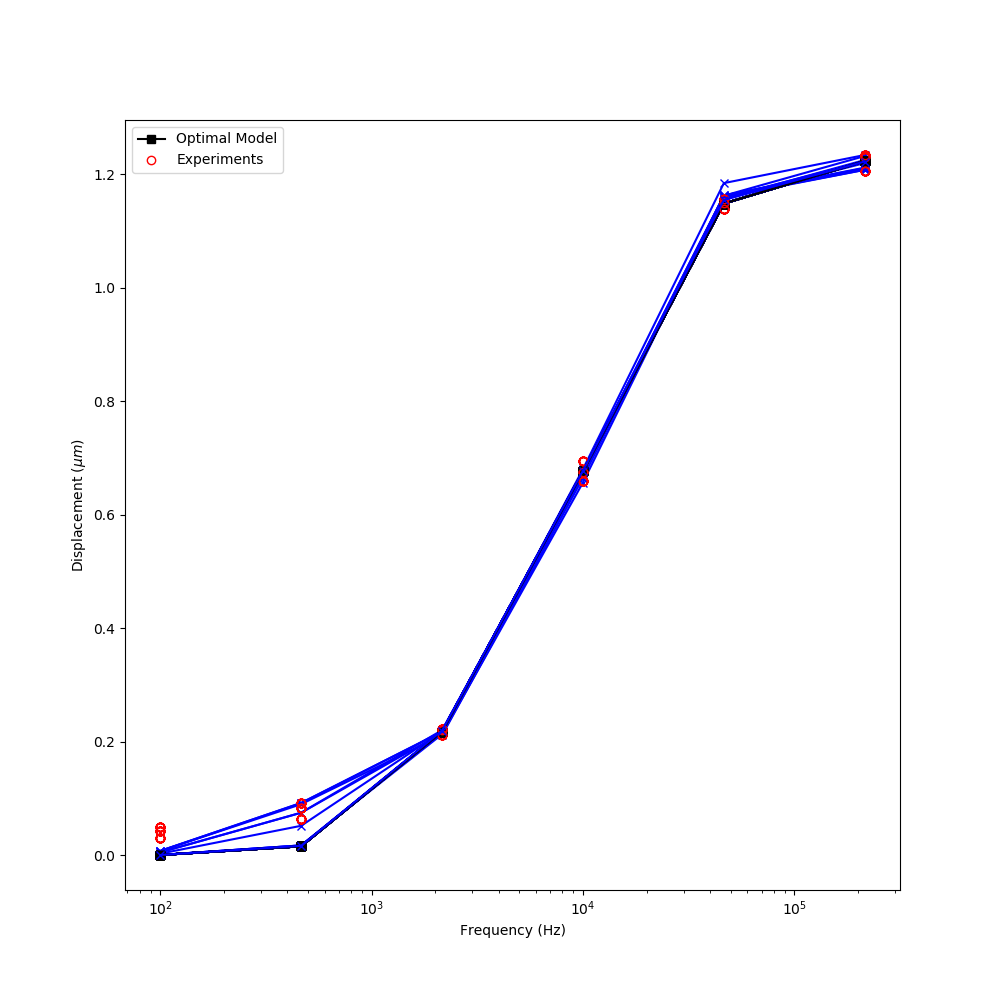 Optimal Model
Experiments
1.2
1.0
0.8
0.6
0.4
0.2
0.0
Displacement (μm)
10² 10³ 10⁴ 10⁵
Frequency (Hz)